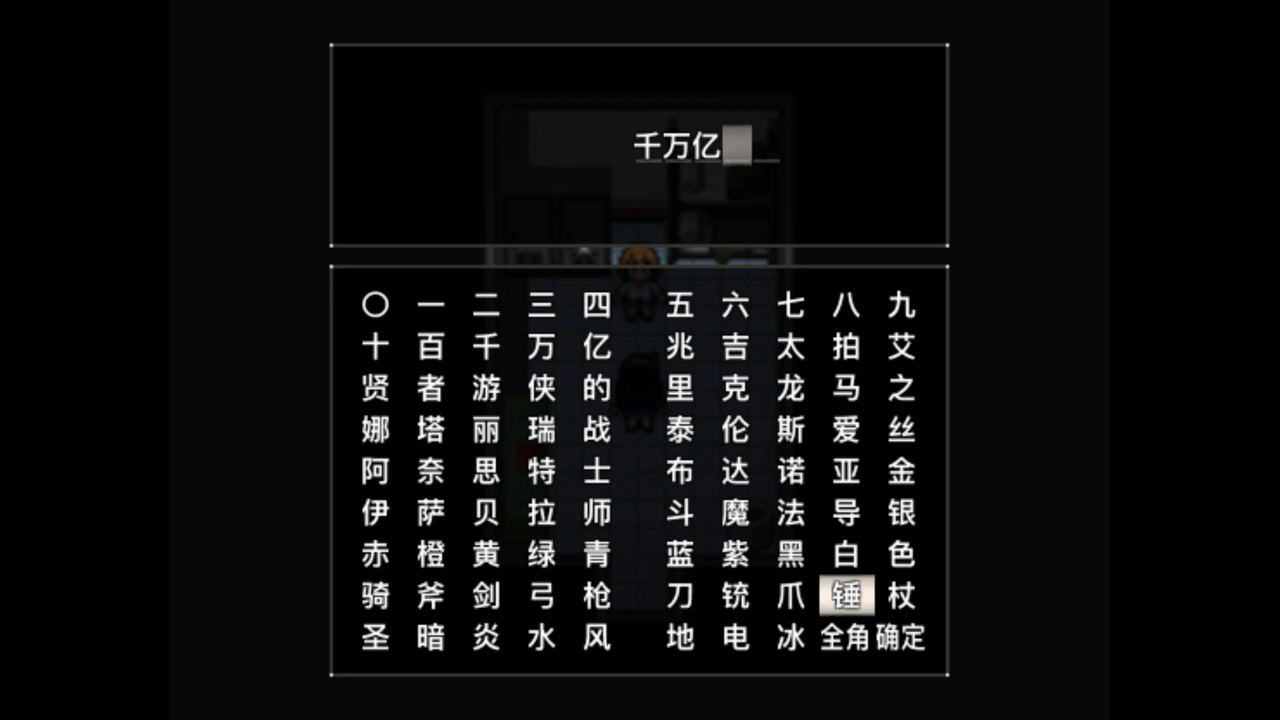 千万亿
〇 一 二 三 四 五 六 七 八 九
十 百 千 万 亿 兆 吉 太 拍 艾
贤 者 游 侠 的 里 克 龙 马 之
娜 塔 丽 瑞 战 泰 伦 斯 爱 丝
阿 奈 思 特 士 布 达 诺 亚 金
伊 萨 贝 拉 师 斗 魔 法 导 银
赤 橙 黄 绿 青 蓝 紫 黑 白 色
骑 斧 剑 弓 枪 刀 铳 爪 锤 杖
圣 暗 炎 水 风 地 电 冰 全角 确定